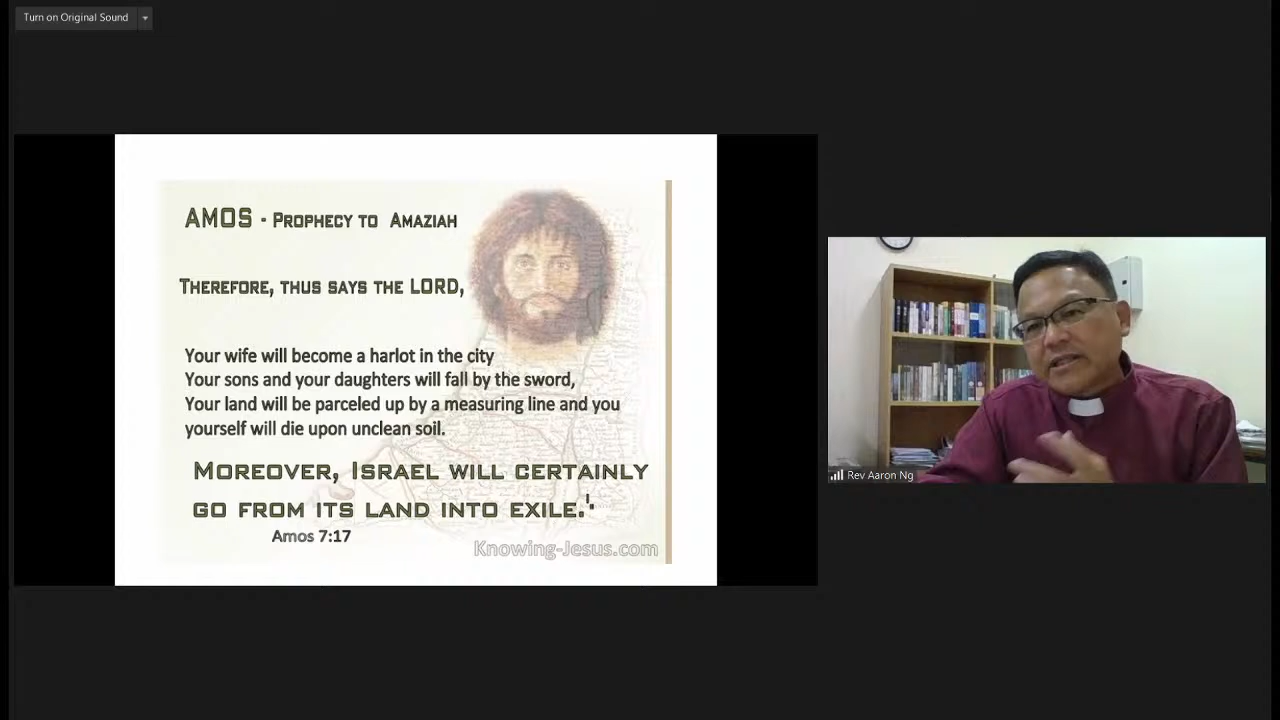 Turn on Original Sound
AMOS - Prophecy to Amaziah
Therefore, thus says the LORD,
Your wife will become a harlot in the city
Your sons and your daughters will fall by the sword,
Your land will be parceled up by a measuring line and you
yourself will die upon unclean soil.
Moreover, Israel will certainly
go from its land into exile.'.
Amos 7:17
Knowing-Jesus.com
Rev Aaron Ng